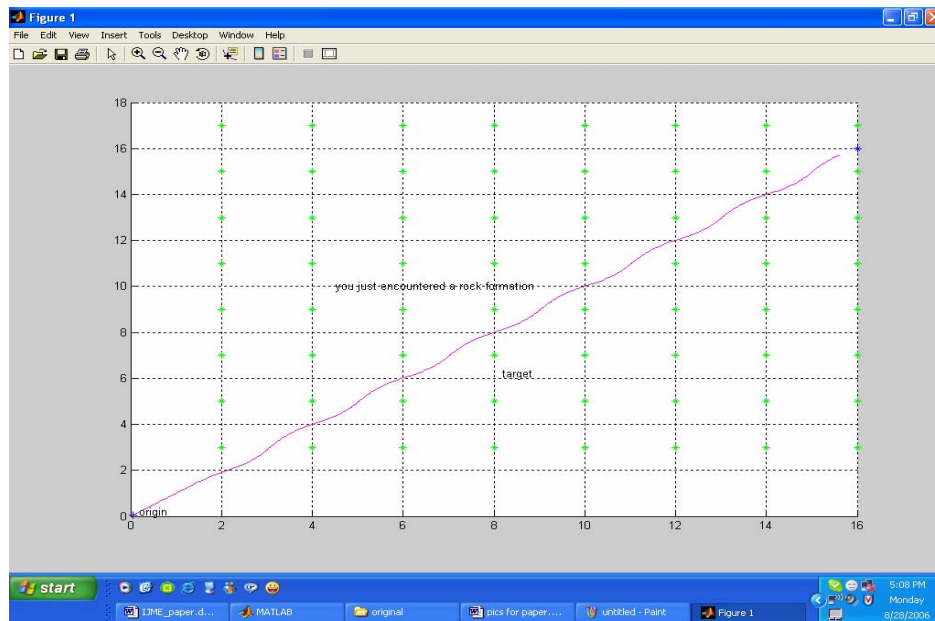 Figure 1
File Edit View Insert Tools Desktop Window Help
18
16
14
12
10
8
6
4
2
0
you just encountered a rock formation
target
origin
0 2 4 6 8 10 12 14 16
start
5:08 PM
Monday
8/28/2006
IJME_paper.d... MATLAB original pics for paper.... untitled - Paint Figure 1